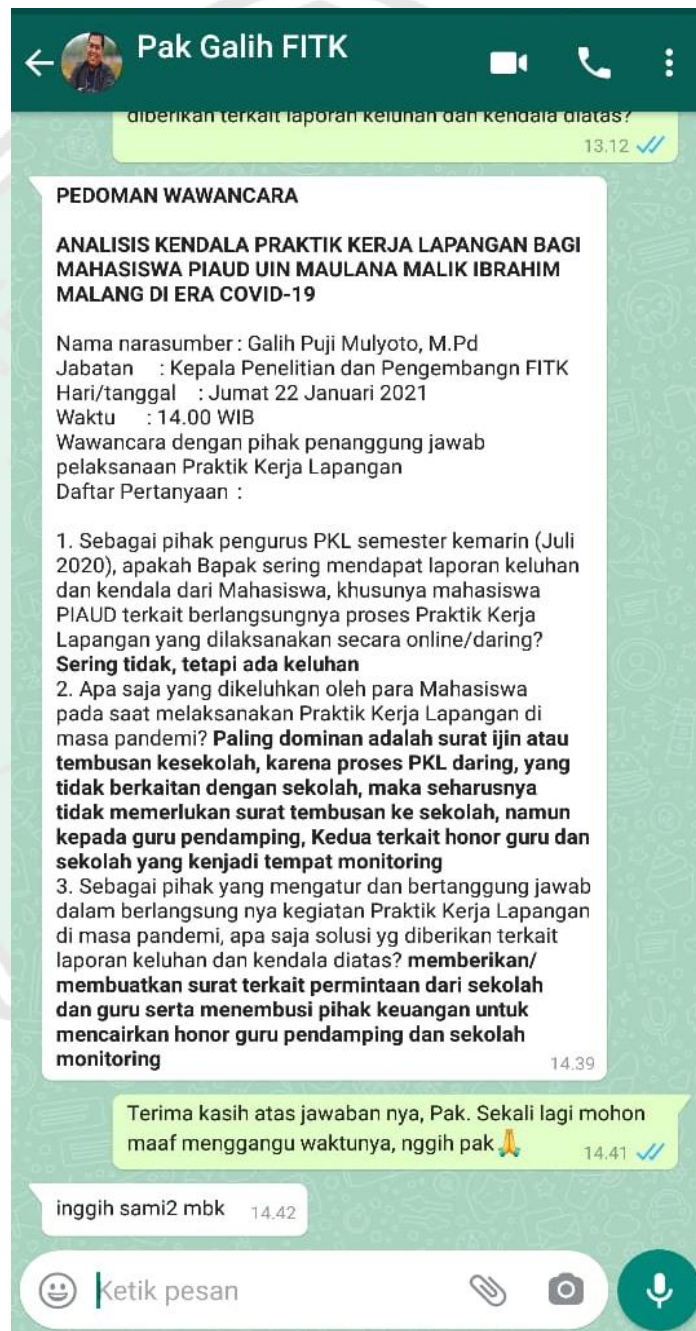 Pak Galih FITK
diberikan terkait laporan keluhan dan kendala diatas?
13.12
PEDOMAN WAWANCARA
ANALISIS KENDALA PRAKTIK KERJA LAPANGAN BAGI
MAHASISWA PIAUD UIN MAULANA MALIK IBRAHIM
MALANG DI ERA COVID-19
Nama narasumber : Galih Puji Mulyoto, M.Pd
Jabatan : Kepala Penelitian dan Pengembangn FITK
Hari/tanggal : Jumat 22 Januari 2021
Waktu : 14.00 WIB
Wawancara dengan pihak penanggung jawab
pelaksanaan Praktik Kerja Lapangan
Daftar Pertanyaan :
1. Sebagai pihak pengurus PKL semester kemarin (Juli
2020), apakah Bapak sering mendapat laporan keluhan
dan kendala dari Mahasiswa, khusunya mahasiswa
PIAUD terkait berlangsungnya proses Praktik Kerja
Lapangan yang dilaksanakan secara online/daring?
Sering tidak, tetapi ada keluhan
2. Apa saja yang dikeluhkan oleh para Mahasiswa
pada saat melaksanakan Praktik Kerja Lapangan di
masa pandemi? Paling dominan adalah surat ijin atau
tembusan kesekolah, karena proses PKL daring, yang
tidak berkaitan dengan sekolah, maka seharusnya
tidak memerlukan surat tembusan ke sekolah, namun
kepada guru pendamping, Kedua terkait honor guru dan
sekolah yang kenjadi tempat monitoring
3. Sebagai pihak yang mengatur dan bertanggung jawab
dalam berlangsung nya kegiatan Praktik Kerja Lapangan
di masa pandemi, apa saja solusi yg diberikan terkait
laporan keluhan dan kendala diatas? memberikan/
membuatkan surat terkait permintaan dari sekolah
dan guru serta menembusi pihak keuangan untuk
mencairkan honor guru pendamping dan sekolah
monitoring
14.39
Terima kasih atas jawaban nya, Pak. Sekali lagi mohon
maaf menggangu waktunya, nggih pak🙏
14.41
inggih sami2 mbk 14.42
Ketik pesan